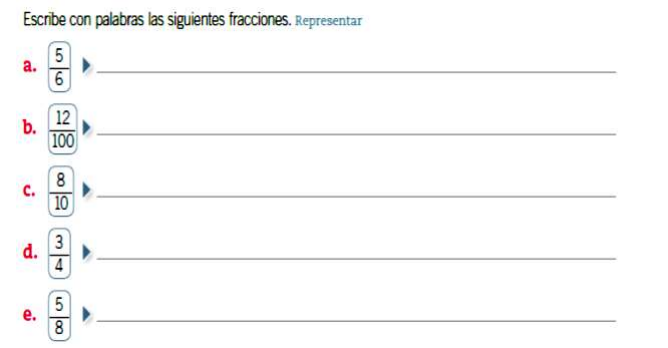 Escribe con palabras las siguientes fracciones. Representar
a. 5/6
b. 12/100
c. 8/10
d. 3/4
e. 5/8